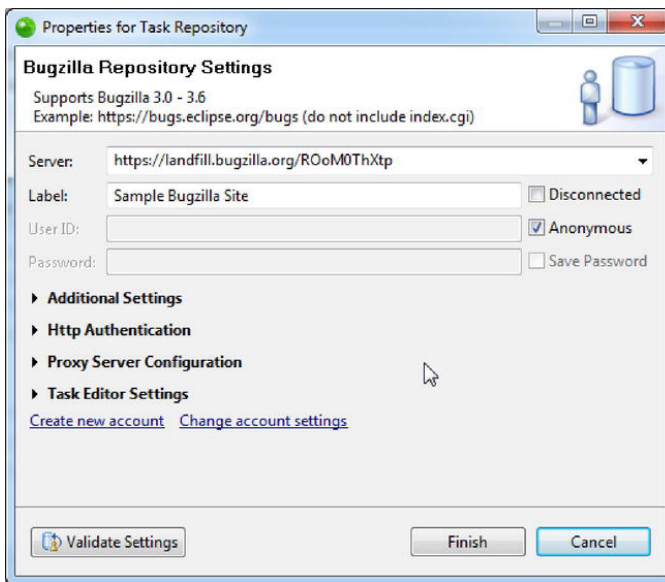 Properties for Task Repository
Bugzilla Repository Settings
Supports Bugzilla 3.0 - 3.6
Example: https://bugs.eclipse.org/bugs (do not include index.cgi)
Server: https://landfill.bugzilla.org/ROoM0ThXtp
Label: Sample Bugzilla Site Disconnected
User ID: Anonymous
Password: Save Password
Additional Settings
Http Authentication
Proxy Server Configuration
Task Editor Settings
Create new account Change account settings
Validate Settings Finish Cancel